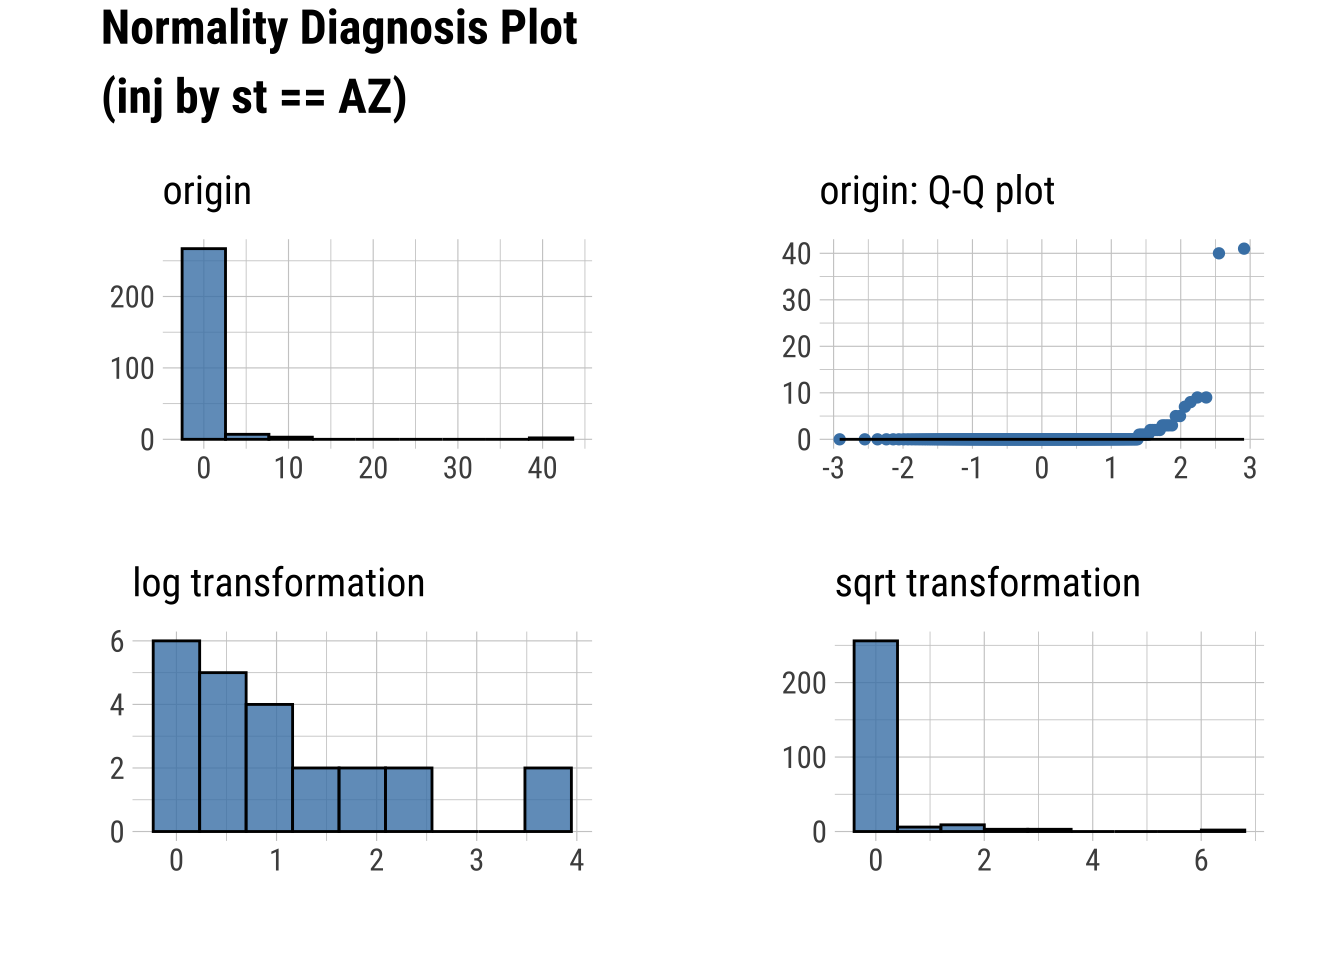 Normality Diagnosis Plot
(inj by st == AZ)
origin
200
100
0
0 10 20 30 40
origin: Q-Q plot
40
30
20
10
0
-3 -2 -1 0 1 2 3
log transformation
6
4
2
0
0 1 2 3 4
sqrt transformation
200
100
0
0 2 4 6